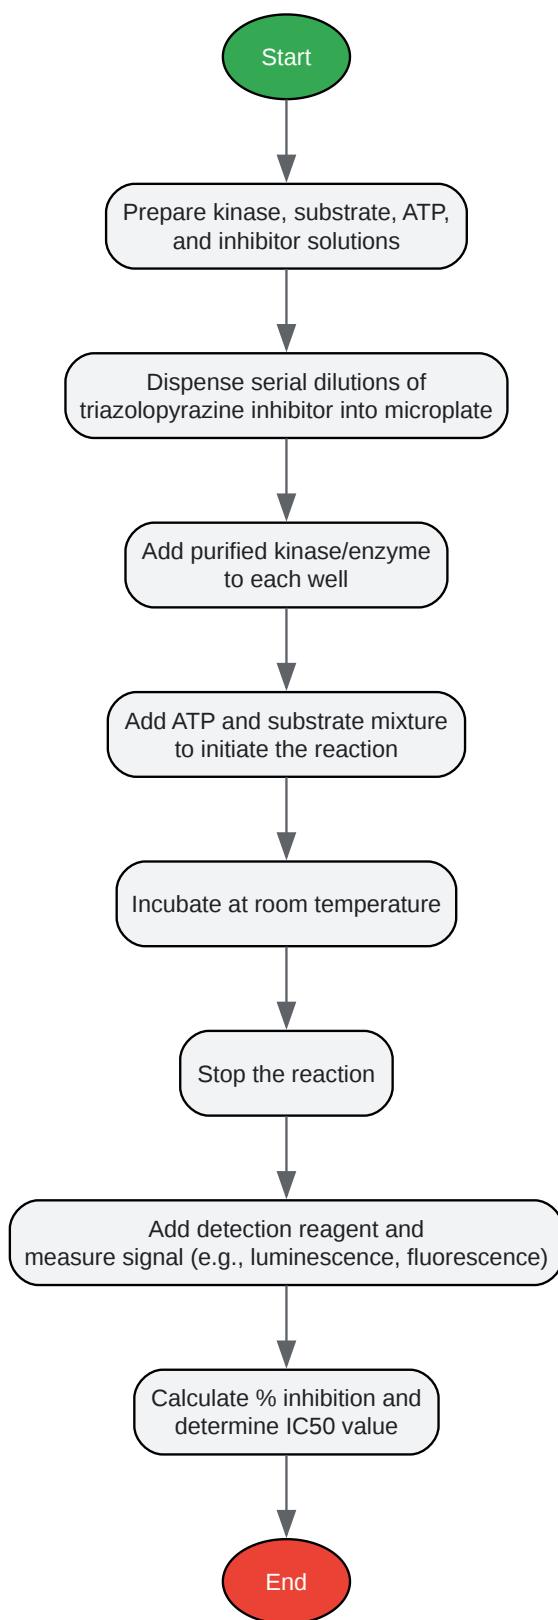 Start
Prepare kinase, substrate, ATP,
and inhibitor solutions
Dispense serial dilutions of
triazolopyrazine inhibitor into microplate
Add purified kinase/enzyme
to each well
Add ATP and substrate mixture
to initiate the reaction
Incubate at room temperature
Stop the reaction
Add detection reagent and
measure signal (e.g., luminescence, fluorescence)
Calculate % inhibition and
determine IC50 value
End